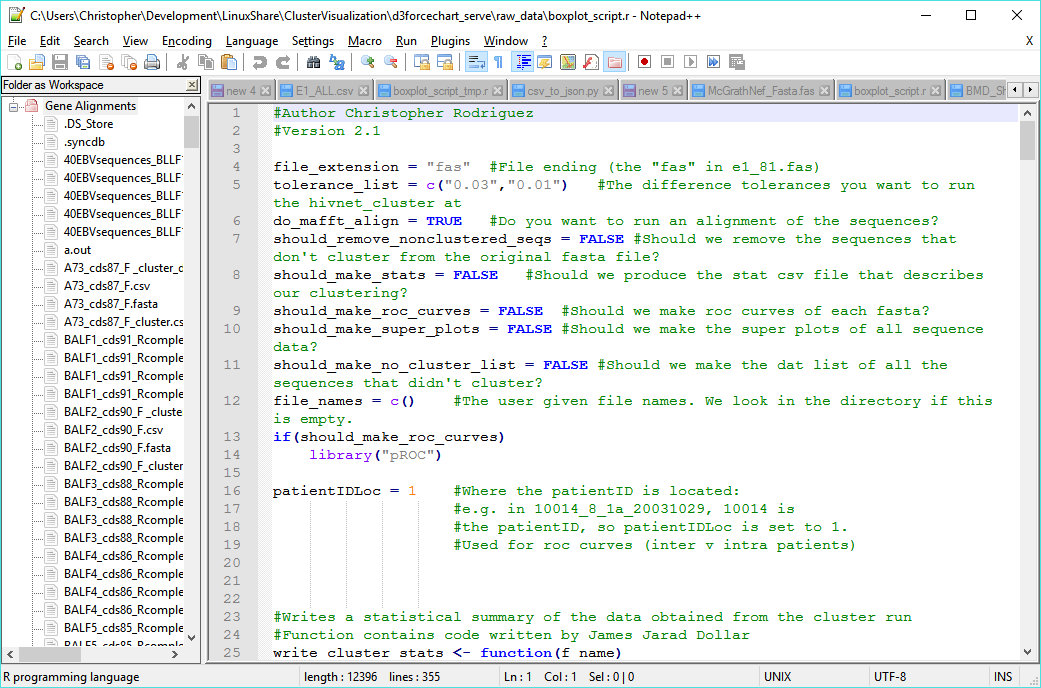 C:\Users\Christopher\Development\LinuxShare\ClusterVisualization\d3forcechart_serve\raw_data\boxplot_script.r - Notepad++
File Edit Search View Encoding Language Settings Macro Run Plugins Window ? X
Folder as Workspace
new 4 E1_ALL.csv boxplot_script_tmp.r csv_to_json.py new 5 McGrathNef_Fasta.fas boxplot_script.r BMD_S
Gene Alignments
.DS_Store
.syncdb
40EBVsequences_BLLF
40EBVsequences_BLLF
40EBVsequences_BLLF
40EBVsequences_BLLF
40EBVsequences_BLLF
a.out
A73_cds87_F _cluster_
A73_cds87_F.csv
A73_cds87_F.fasta
A73_cds87_F_cluster.cs
BALF1_cds91_Rcomple
BALF1_cds91_Rcomple
BALF1_cds91_Rcomple
BALF1_cds91_Rcomple
BALF2_cds90_F _cluste
BALF2_cds90_F.csv
BALF2_cds90_F.fasta
BALF2_cds90_F_cluster
BALF3_cds88_Rcomple
BALF3_cds88_Rcomple
BALF3_cds88_Rcomple
BALF3_cds88_Rcomple
BALF4_cds86_Rcomple
BALF4_cds86_Rcomple
BALF4_cds86_Rcomple
BALF4_cds86_Rcomple
BALF5_cds85_Rcomple
BALF5_cds85_Rcomple
1 #Author Christopher Rodriguez
2 #Version 2.1
3
4 file_extension = "fas" #File ending (the "fas" in e1_81.fas)
5 tolerance_list = c("0.03","0.01") #The difference tolerances you want to run
the hivnet_cluster at
6 do_mafft_align = TRUE #Do you want to run an alignment of the sequences?
7 should_remove_nonclustered_seqs = FALSE #Should we remove the sequences that
don't cluster from the original fasta file?
8 should_make_stats = FALSE #Should we produce the stat csv file that describes
our clustering?
9 should_make_roc_curves = FALSE #Should we make roc curves of each fasta?
10 should_make_super_plots = FALSE #Should we make the super plots of all sequence
data?
11 should_make_no_cluster_list = FALSE #Should we make the dat list of all the
sequences that didn't cluster?
12 file_names = c() #The user given file names. We look in the directory if this
is empty.
13 if(should_make_roc_curves)
14 library("pROC")
15
16 patientIDLoc = 1 #Where the patientID is located:
17 #e.g. in 10014_8_1a_20031029, 10014 is
18 #the patientID, so patientIDLoc is set to 1.
19 #Used for roc curves (inter v intra patients)
20
21
22
23 #Writes a statistical summary of the data obtained from the cluster run
24 #Function contains code written by James Jarad Dollar
25 write_cluster_stats <- function(f_name)
R programming language length : 12396 lines : 355 Ln : 1 Col : 1 Sel : 0 | 0 UNIX UTF-8 INS